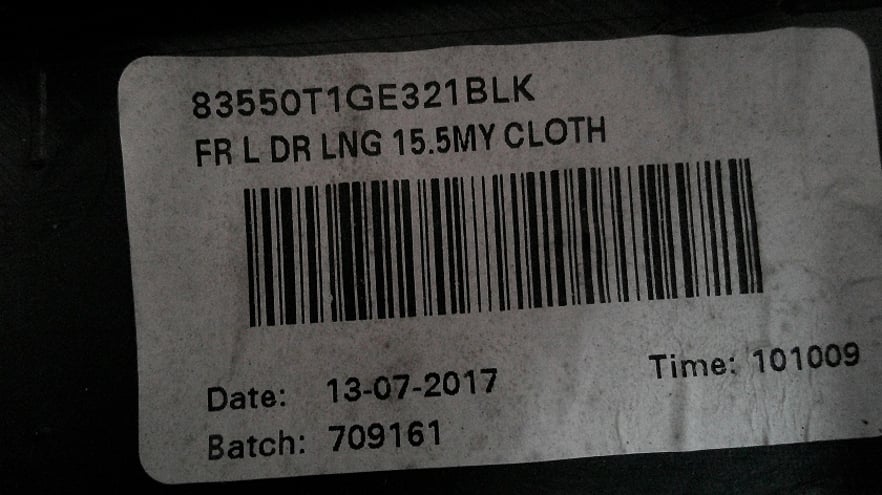 83550T1GE321BLK
FR L DR LNG 15.5MY CLOTH
Date: 13-07-2017
Time: 101009
Batch: 709161